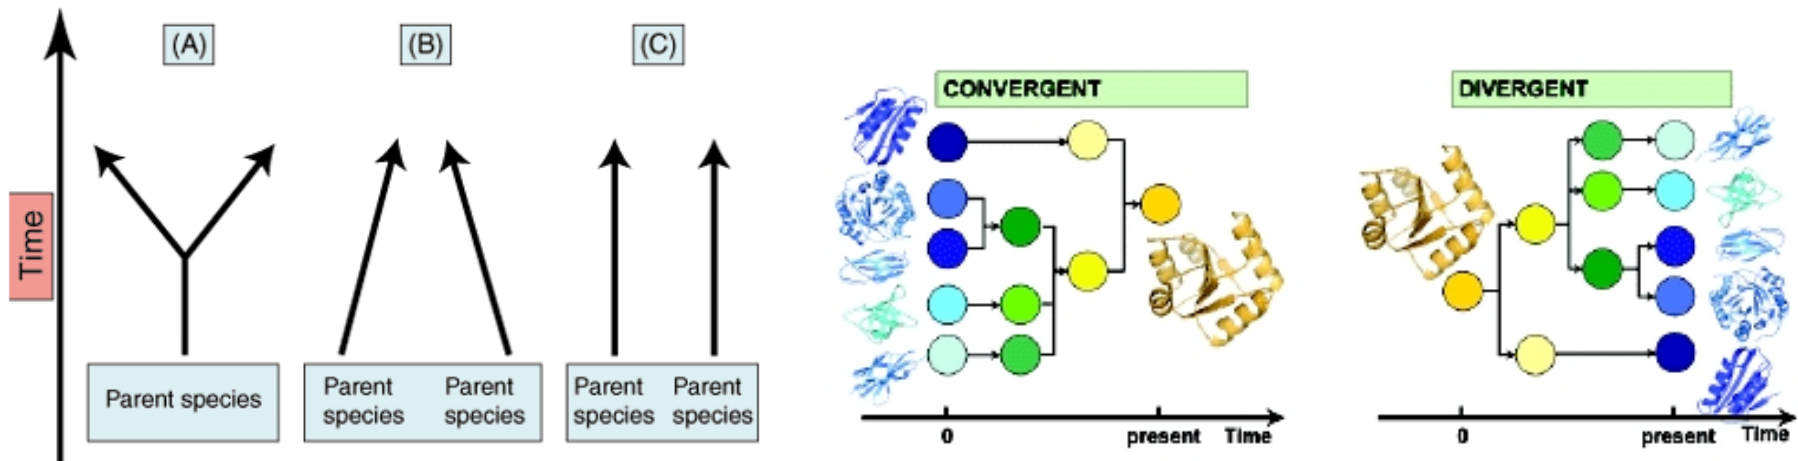 (A)
(B)
(C)
Time
Parent species
Parent
species
Parent
species
Parent
species
Parent
species
CONVERGENT
0
present
Time
DIVERGENT
0
present
Time